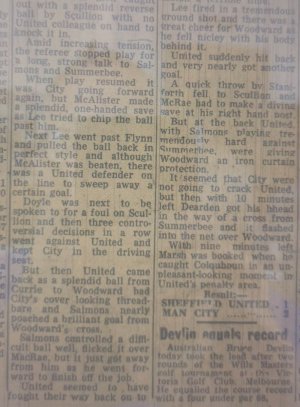 out with a splendid reverse
ball by Scullion with no
United colleague on hand to
knock it in.
Amid increasing tension,
the referee stopped play for
a long, strong talk to Sal-
mons and Summerbee.
When play resumed it
was City going forward
again, but McAlister made
a splendid, one-handed save
as Lee tried to chip the ball
past him.
Next Lee went past Flynn
and pulled the ball back in
perfect style and although
McAlister was beaten, there
was a United defender on
the line to sweep away a
certain goal.
Doyle was next to be
spoken to for a foul on Scul-
lion and then three contro-
versial decisions in a row
went against United and
kept City in the driving
seat.
But then United came
back as a splendid ball from
Currie to Woodward had
City's cover looking thread-
bare and Salmons nearly
poached a brilliant goal from
Woodward's cross.
Salmons controlled a diffi-
cult ball well, flicked it over
MacRae, but it just got away
from him as he went for-
ward to finish off the job.
United seemed to have
fought their way back on to
Lee fired in a tremendous
ground shot and there was a
great cheer for Woodward as
he fell nicely with his body
behind it.
United suddenly hit back
and very nearly got another
goal.
A quick throw by Stani-
forth fell to Scullion and
McRae had to make a diving
save at his right hand post
But at the back United,
with Salmons playing tre-
mendously hard against
Summerbee, were giving
Woodward an iron curtain
protection.
It seemed that City were
not going to crack United,
but then with 10 minutes
left Dearden got his head
in the way of a cross from
Summerbee and it flashed
into the net over Woodward.
With nine minutes left
Marsh was booked when he
caught Colquhoun in an un-
pleasant-looking moment in
United's penalty area.
Result:—
SHEFFIELD UNITED
MAN CITY
Devlin equals record
Australian Bruce Devlin
today took the lead after two
rounds of the Wills Masters
golf tournament at the Vic-
toria Golf Club, Melbourne.
He equalled the course record
with a four under par 68.